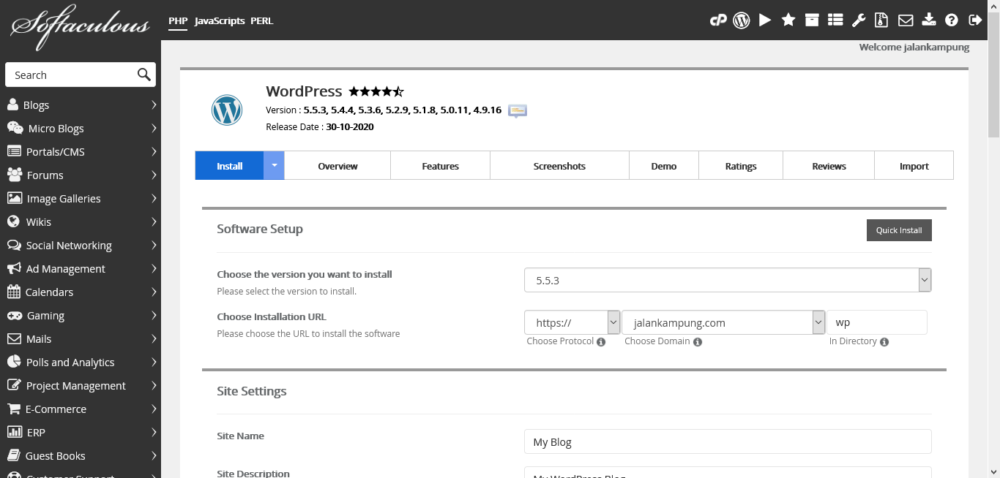 Softaculous
PHP JavaScripts PERL
Welcome jalankampung
Search
Blogs
Micro Blogs
Portals/CMS
Forums
Image Galleries
Wikis
Social Networking
Ad Management
Calendars
Gaming
Mails
Polls and Analytics
Project Management
E-Commerce
ERP
Guest Books
Customer Support
WordPress
Version : 5.5.3, 5.4.4, 5.3.6, 5.2.9, 5.1.8, 5.0.11, 4.9.16
Release Date : 30-10-2020
Install Overview Features Screenshots Demo Ratings Reviews Import
Software Setup
Quick Install
Choose the version you want to install
Please select the version to install.
5.5.3
Choose Installation URL
Please choose the URL to install the software
https:// jalankampung.com wp
Choose Protocol Choose Domain In Directory
Site Settings
Site Name
My Blog
Site Description
My WordPress Blog